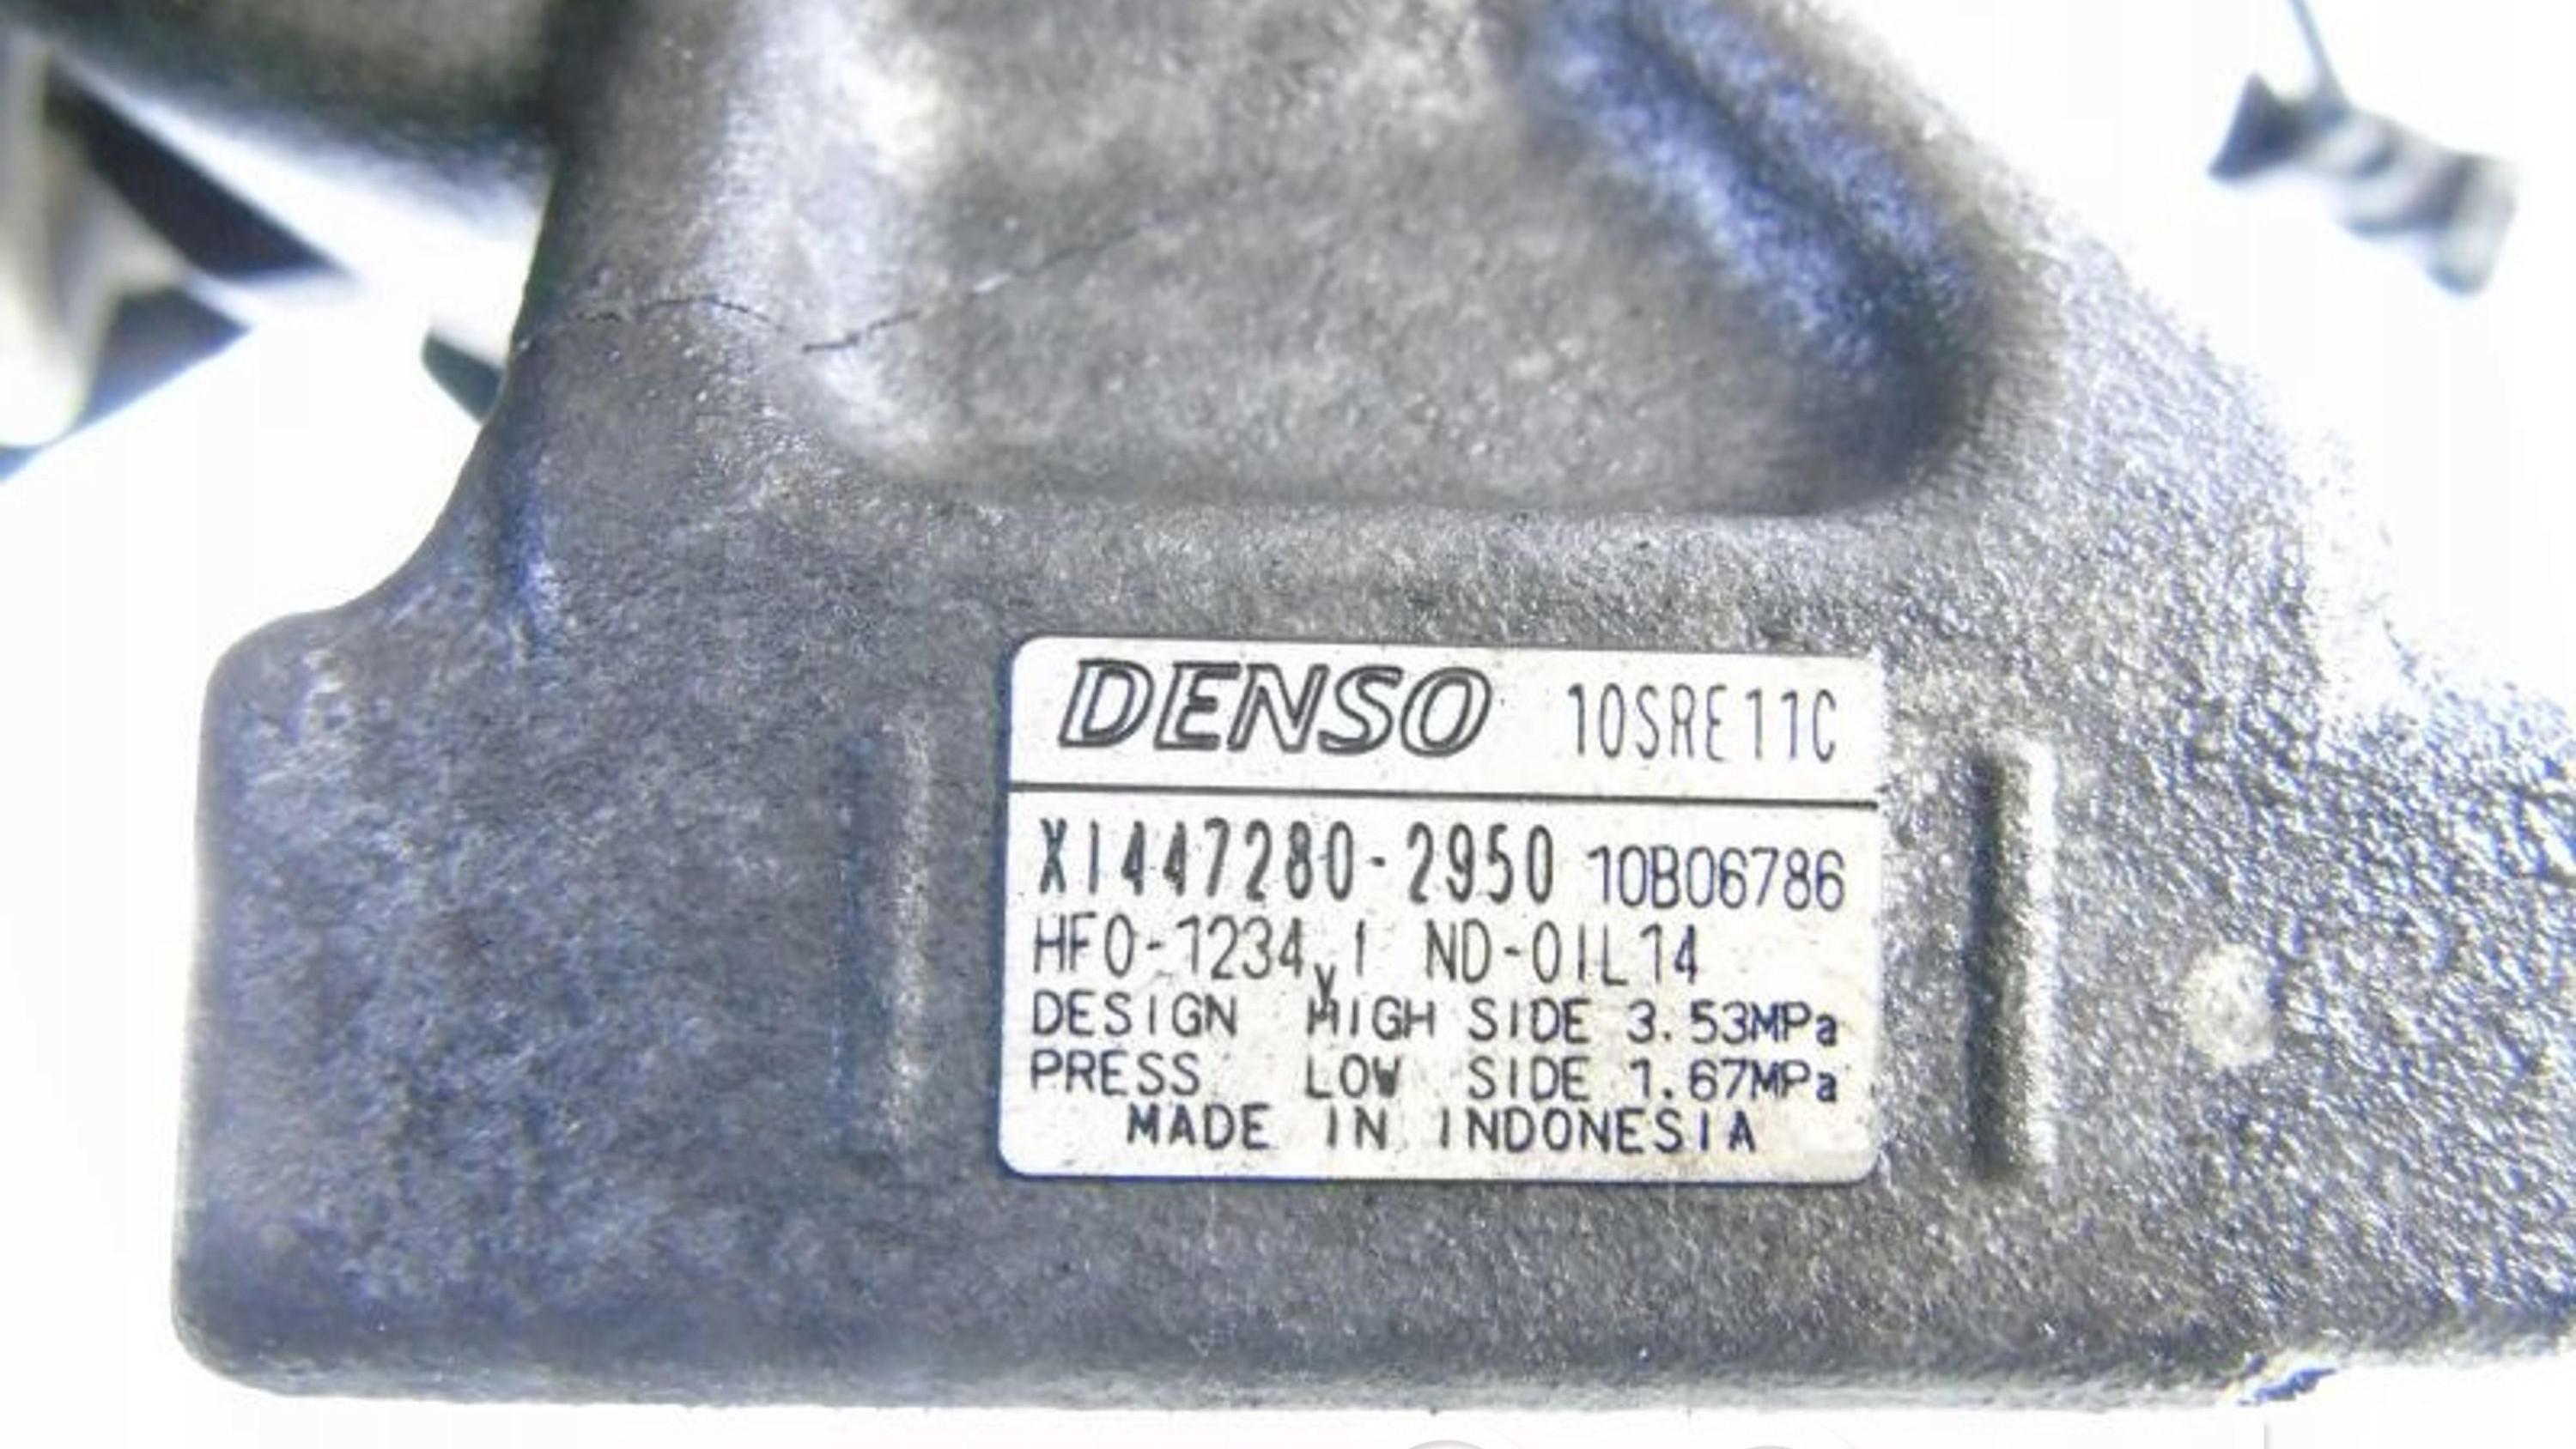 DENSO 10SRE11C
XI447280-2950 10B06786
HFO-1234yf ND-OIL14
DESIGN HIGH SIDE 3.53MPa
PRESS LOW SIDE 1.67MPa
MADE IN INDONESIA